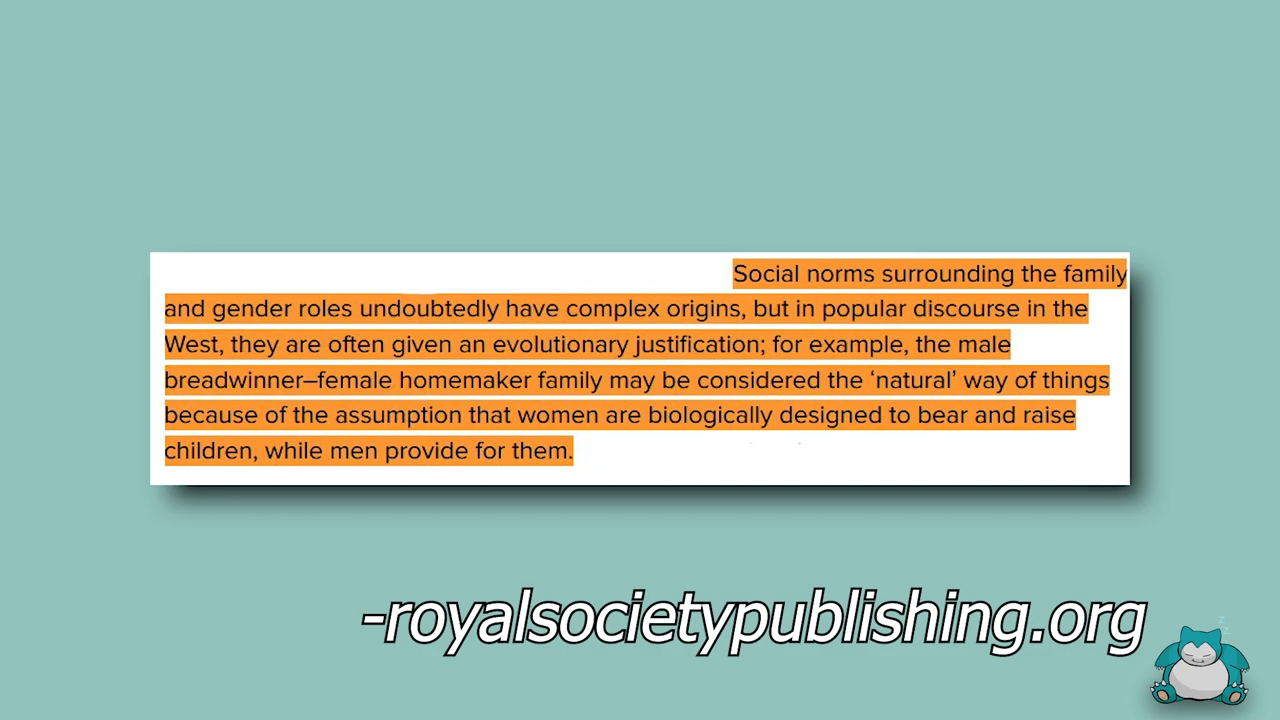 Social norms surrounding the family
and gender roles undoubtedly have complex origins, but in popular discourse in the
West, they are often given an evolutionary justification; for example, the male
breadwinner–female homemaker family may be considered the ‘natural’ way of things
because of the assumption that women are biologically designed to bear and raise
children, while men provide for them.
-royalsocietypublishing.org
z
z
z